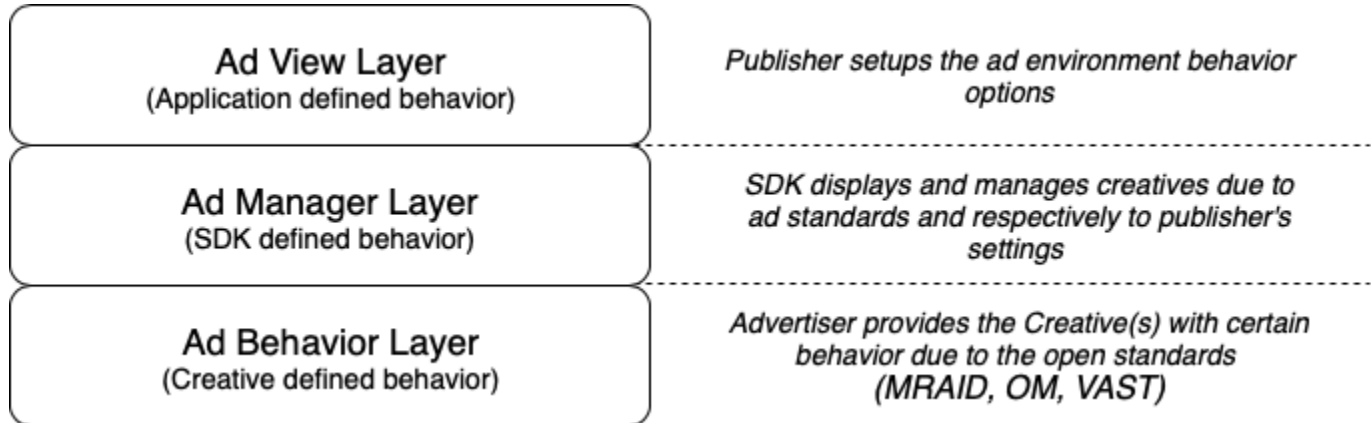 Ad View Layer
(Application defined behavior)
Publisher setups the ad environment behavior
options
Ad Manager Layer
(SDK defined behavior)
SDK displays and manages creatives due to
ad standards and respectively to publisher's
settings
Ad Behavior Layer
(Creative defined behavior)
Advertiser provides the Creative(s) with certain
behavior due to the open standards
(MRAID, OM, VAST)